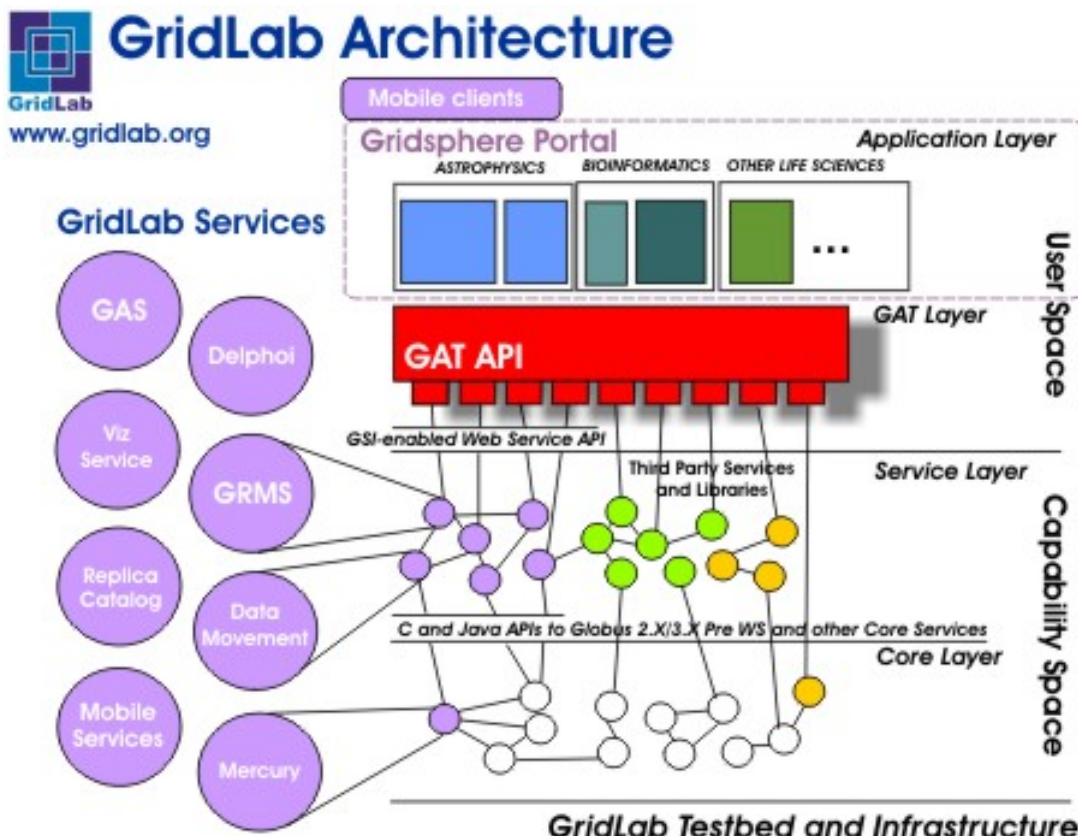 GridLab Architecture
GridLab
www.gridlab.org
Mobile clients
Gridsphere Portal
Application Layer
ASTROPHYSICS
BIOINFORMATICS
OTHER LIFE SCIENCES
...
User Space
GridLab Services
GAS
Delphoi
Viz
Service
GRMS
Replica
Catalog
Data
Movement
Mobile
Services
Mercury
GAT Layer
GAT API
GSI-enabled Web Service API
Service Layer
Third Party Services
and Libraries
Capability Space
C and Java APIs to Globus 2.X/3.X Pre WS and other Core Services
Core Layer
GridLab Testbed and Infrastructure